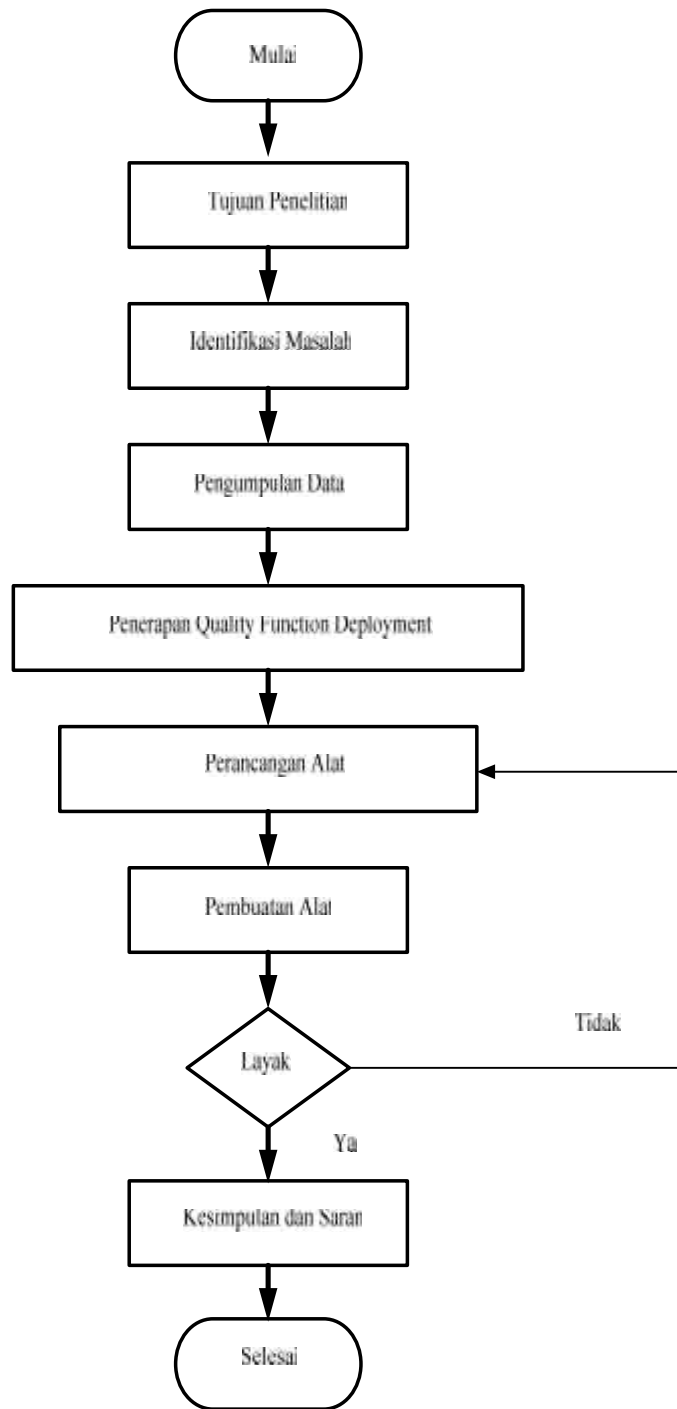 Mulai
Tujuan Penelitian
Identifikasi Masalah
Pengumpulan Data
Penerapan Quality Function Deployment
Perancangan Alat
Pembuatan Alat
Layak
Tidak
Ya
Kesimpulan dan Saran
Selesai